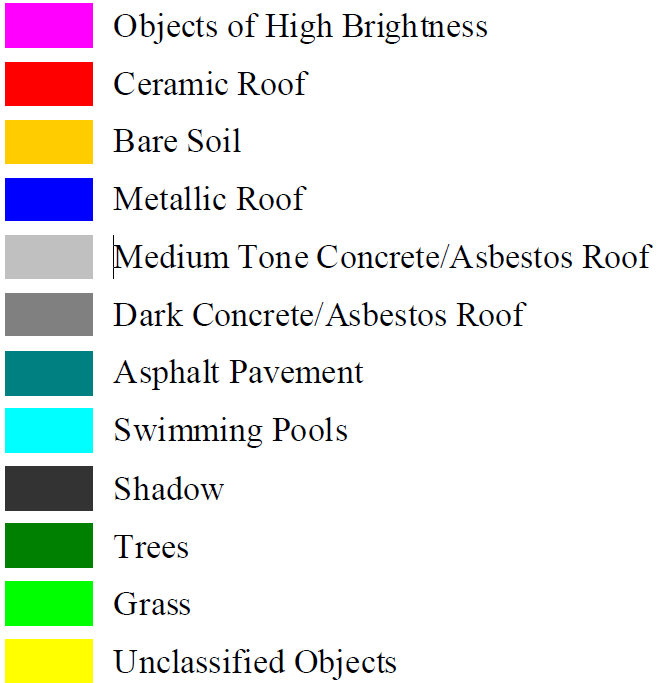 Objects of High Brightness
Ceramic Roof
Bare Soil
Metallic Roof
Medium Tone Concrete/Asbestos Roof
Dark Concrete/Asbestos Roof
Asphalt Pavement
Swimming Pools
Shadow
Trees
Grass
Unclassified Objects